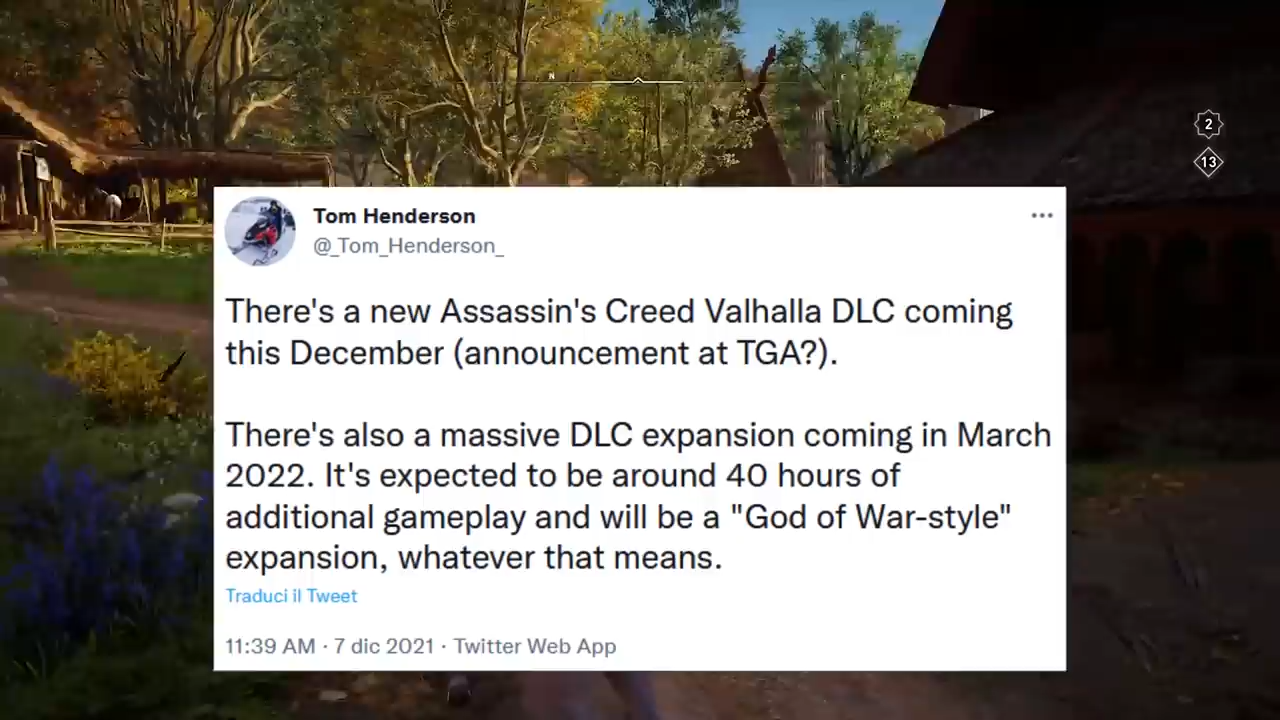 N
2
13
Tom Henderson
@_Tom_Henderson_
There's a new Assassin's Creed Valhalla DLC coming
this December (announcement at TGA?).
There's also a massive DLC expansion coming in March
2022. It's expected to be around 40 hours of
additional gameplay and will be a "God of War-style"
expansion, whatever that means.
Traduci il Tweet
11:39 AM · 7 dic 2021 · Twitter Web App